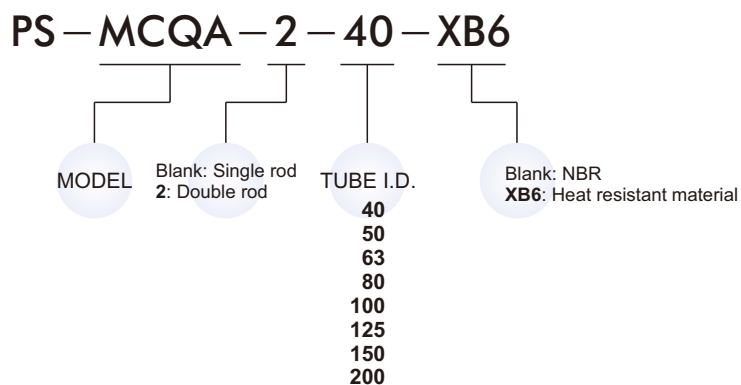 PS－MCQA－2－40－XB6
MODEL
Blank: Single rod
2: Double rod
TUBE I.D.
40
50
63
80
100
125
150
200
Blank: NBR
XB6: Heat resistant material